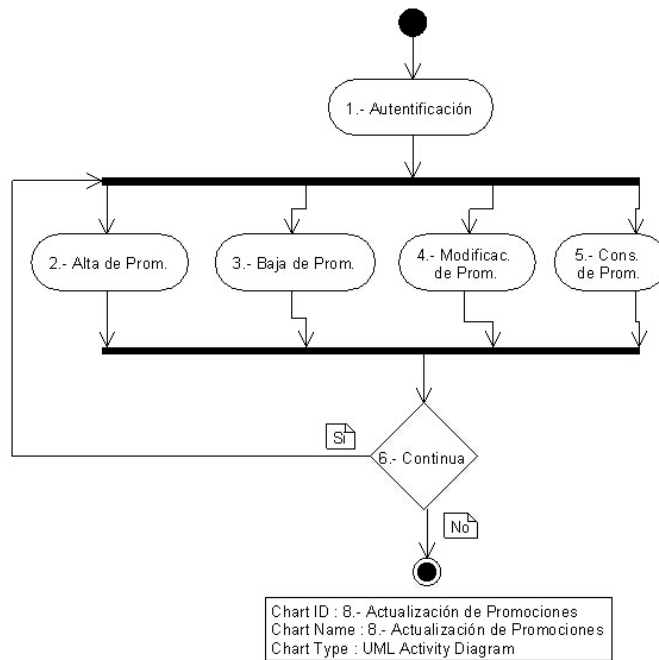 1.- Autentificación
2.- Alta de Prom.
3.- Baja de Prom.
4.- Modificac.
de Prom.
5.- Cons.
de Prom.
Si
6.- Continua
No
Chart ID : 8.- Actualización de Promociones
Chart Name : 8.- Actualización de Promociones
Chart Type : UML Activity Diagram